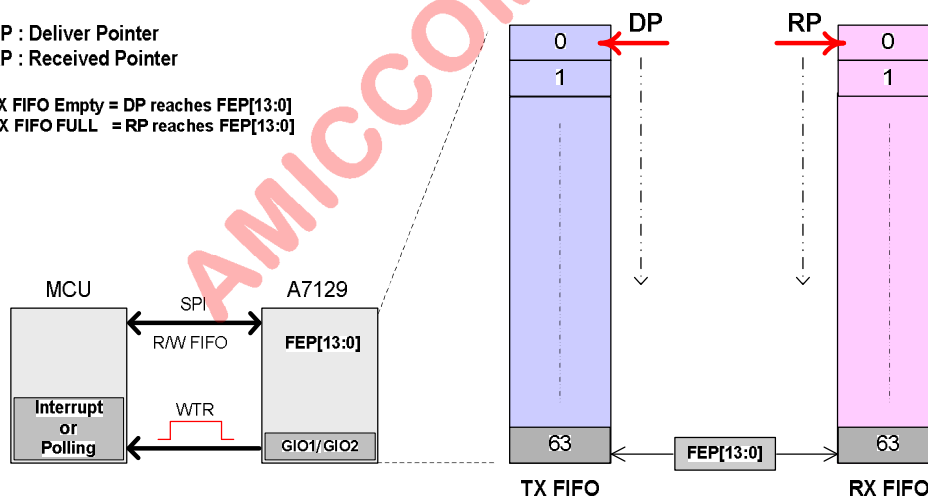 P : Deliver Pointer
P : Received Pointer
X FIFO Empty = DP reaches FEP[13:0]
X FIFO FULL = RP reaches FEP[13:0]
AMICCOM
DP
RP
0
0
1
1
MCU
A7129
SPI
R/W FIFO
FEP[13:0]
Interrupt
or
Polling
WTR
GIO1/GIO2
63
63
FEP[13:0]
TX FIFO
RX FIFO